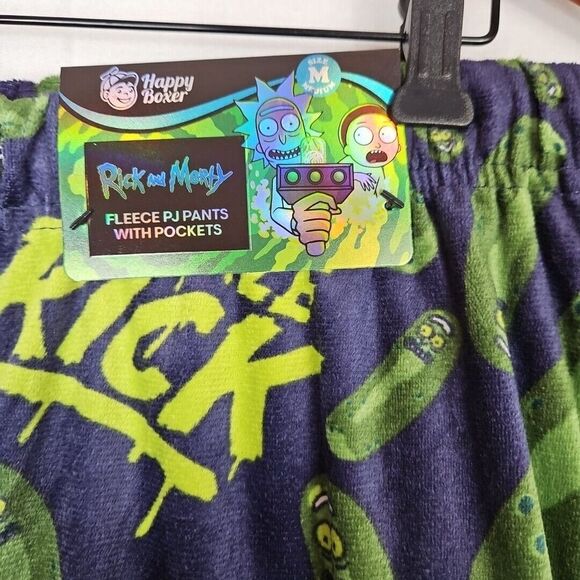 Happy
Boxer
SIZE
M
MEDIUM
RICK AND MORTY
FLEECE PJ PANTS
WITH POCKETS
RICK